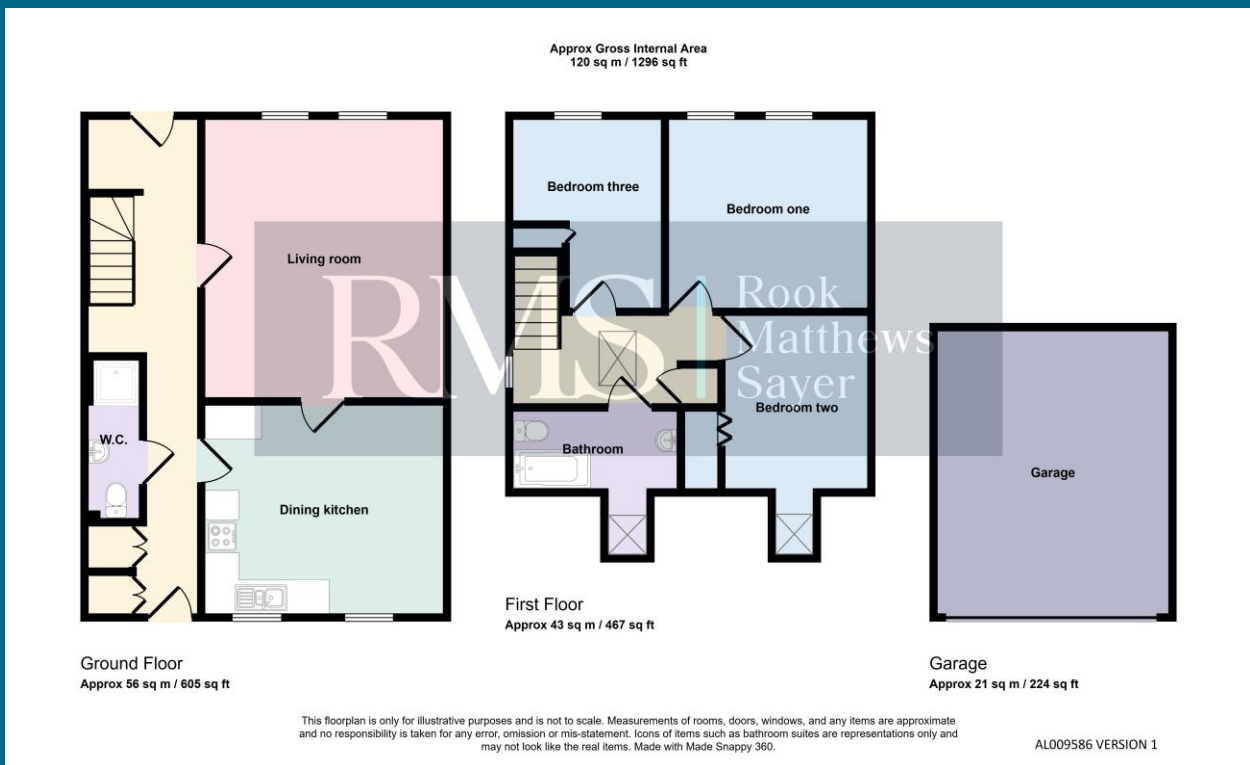 Approx Gross Internal Area
120 sq m / 1296 sq ft
Living room
W.C.
Dining kitchen
Ground Floor
Approx 56 sq m / 605 sq ft
Bedroom three
Bedroom one
Bedroom two
Bathroom
First Floor
Approx 43 sq m / 467 sq ft
RMS
Rook
Matthews
Sayer
Garage
Garage
Approx 21 sq m / 224 sq ft
This floorplan is only for illustrative purposes and is not to scale. Measurements of rooms, doors, windows, and any items are approximate
and no responsibility is taken for any error, omission or mis-statement. Icons of items such as bathroom suites are representations only and
may not look like the real items. Made with Made Snappy 360.
AL009586 VERSION 1